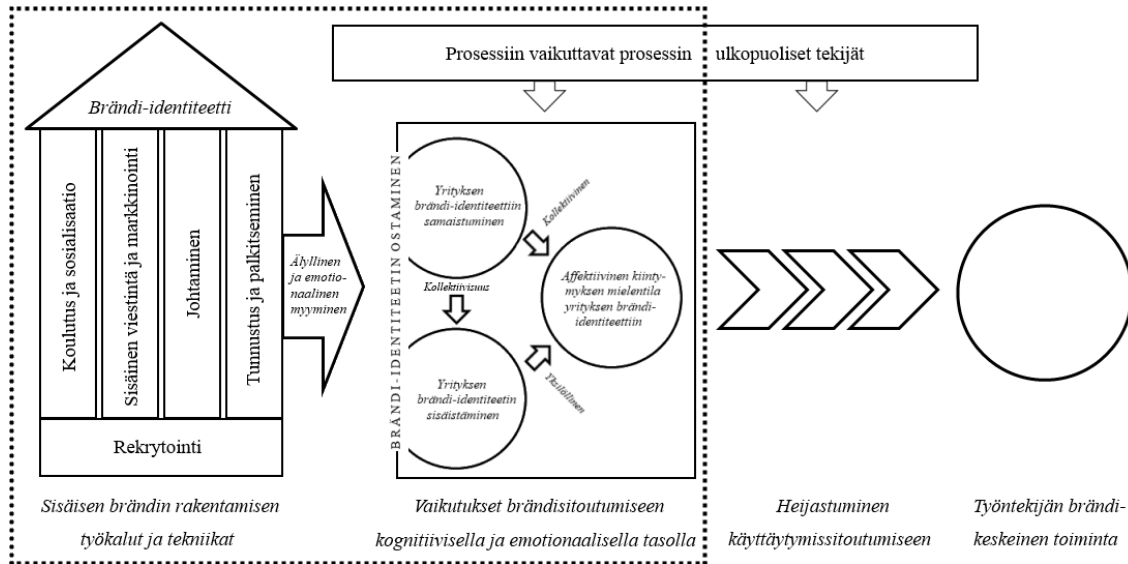 Prosessiin vaikuttavat prosessin ulkopuoliset tekijät
Brändi-identiteetti
Koulutus ja sosialisaatio
Sisäinen viestintä ja markkinointi
Johtaminen
Tunnustus ja palkitseminen
Rekrytointi
Älyllinen
ja emotio-
naalinen
myyminen
BRÄNDI-IDENTITEETIN OSTAMINEN
Yrityksen
brändi-identiteettiin
samaistuminen
Kollektiivinen
Kollektiivisuus
Affektiivinen kiinty-
myksen mielentila
yrityksen brändi-
identiteettiin
Yksilöllinen
Yrityksen
brändi-identiteetin
sisäistäminen
Sisäisen brändin rakentamisen
työkalut ja tekniikat
Vaikutukset brändisitoutumiseen
kognitiivisella ja emotionaalisella tasolla
Heijastuminen
käyttäytymissitoutumiseen
Työntekijän brändi-
keskeinen toiminta